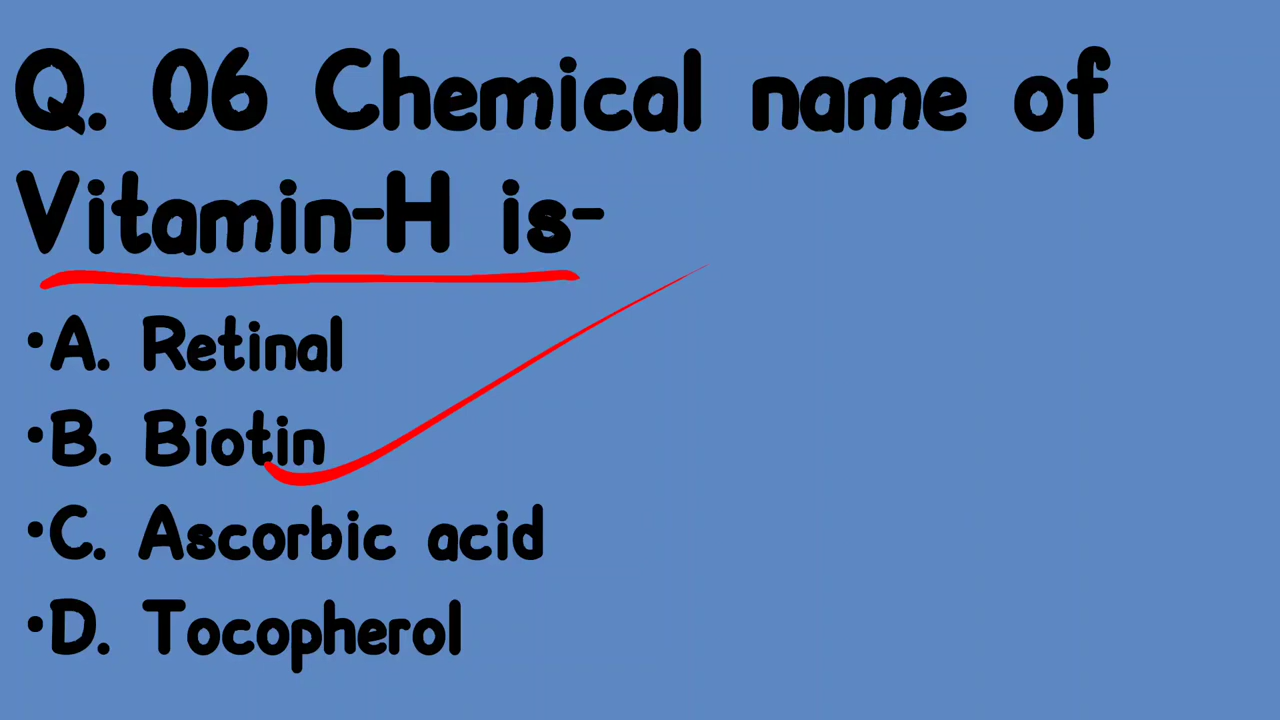 Q. 06 Chemical name of
Vitamin-H is-
•A. Retinal
•B. Biotin
•C. Ascorbic acid
•D. Tocopherol